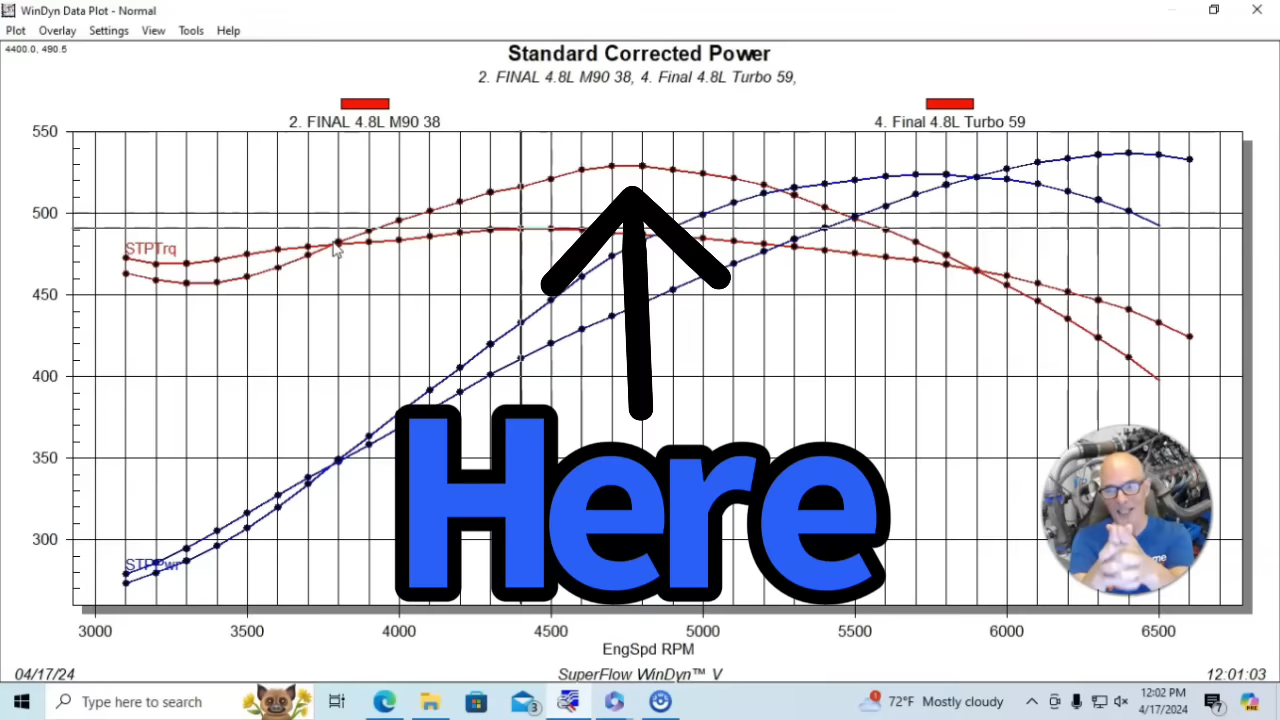 WinDyn Data Plot - Normal
Plot Overlay Settings View Tools Help
4400.0, 490.5
Standard Corrected Power
2. FINAL 4.8L M90 38, 4. Final 4.8L Turbo 59,
2. FINAL 4.8L M90 38
4. Final 4.8L Turbo 59
550
500
STPTrq
450
400
350
300
STPPwr
Here
3000 3500 4000 4500 5000 5500 6000 6500
EngSpd RPM
04/17/24
SuperFlow WinDyn™ V
12:01:03
Type here to search
3
72°F Mostly cloudy
12:02 PM
4/17/2024
7
PRE